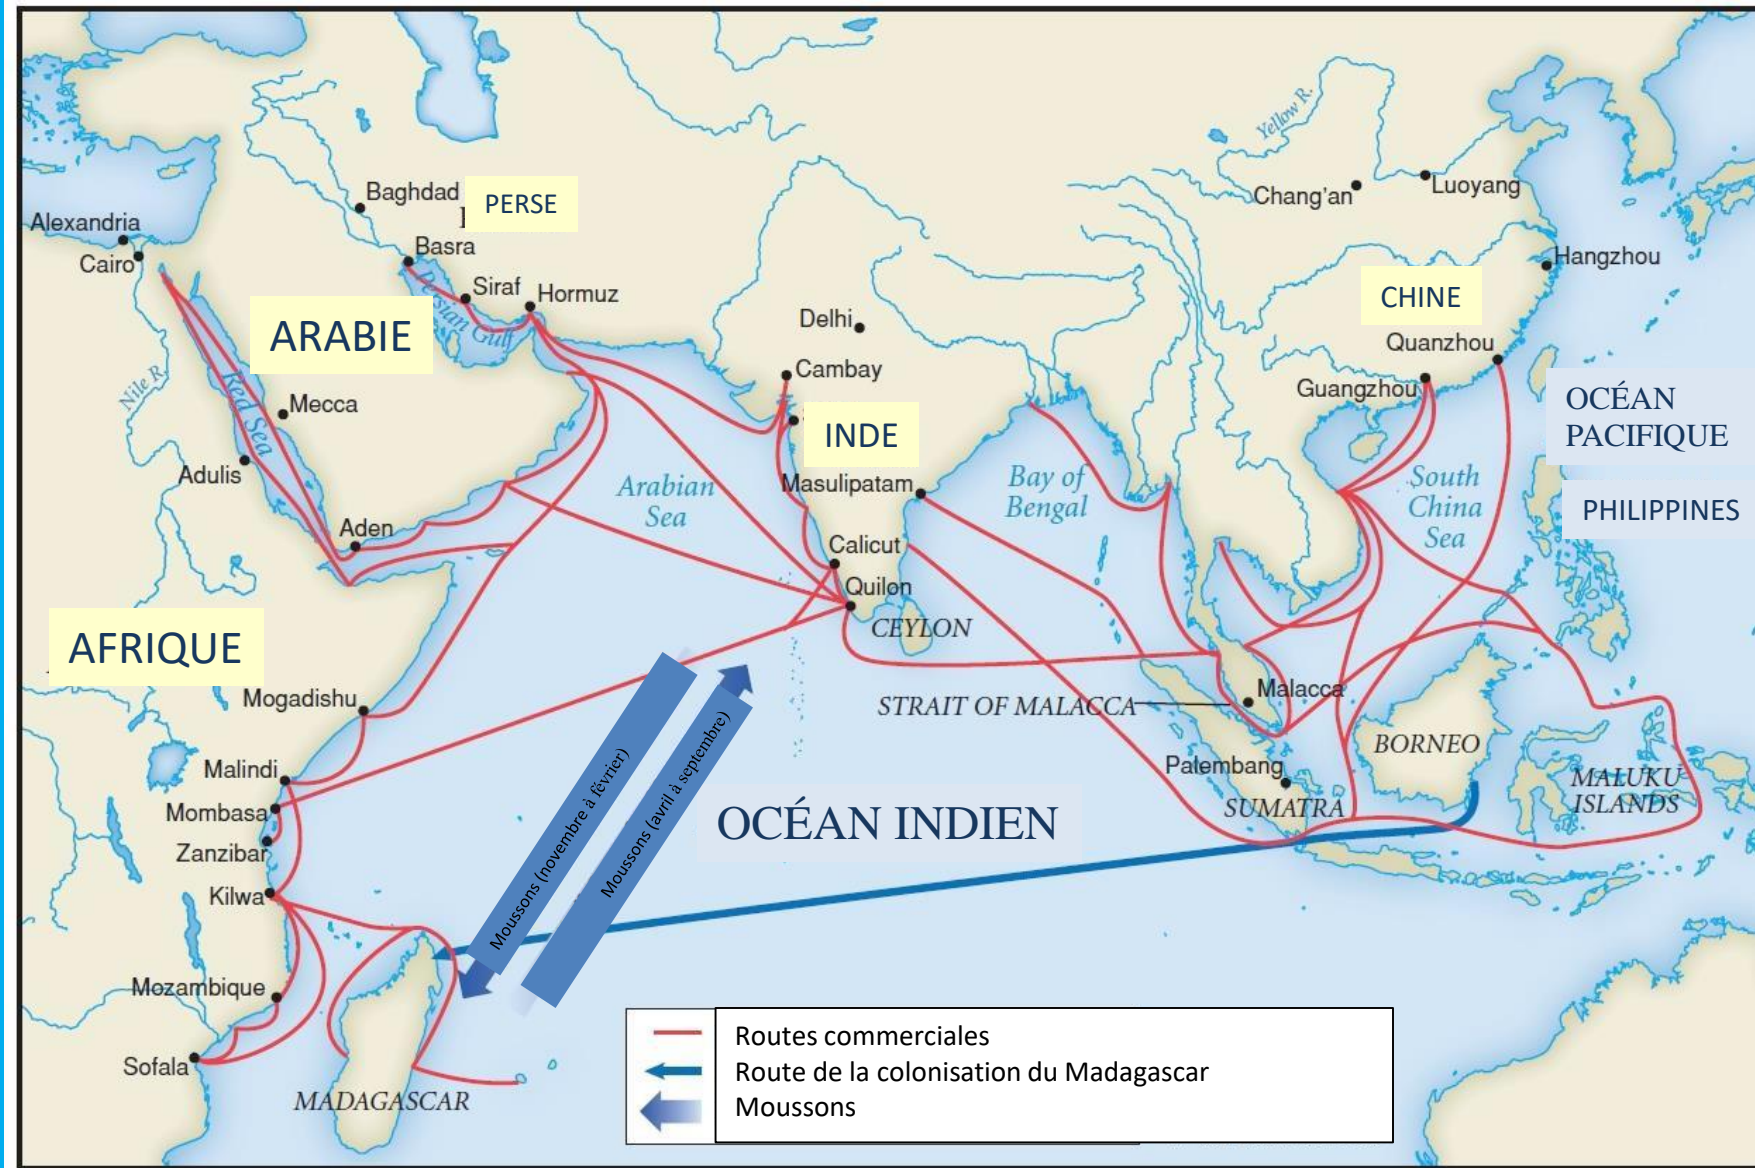 Yellow R.
Baghdad
PERSE
Chang'an
Luoyang
Alexandria
Cairo
Basra
Hangzhou
Siraf
Hormuz
Persian Gulf
CHINE
ARABIE
Delhi
Quanzhou
Cambay
Guangzhou
Nile R.
Red Sea
Mecca
OCÉAN
PACIFIQUE
INDE
Adulis
Arabian
Sea
Masulipatam
Bay of
Bengal
South
China
Sea
PHILIPPINES
Aden
Calicut
Quilon
CEYLON
AFRIQUE
Mogadishu
STRAIT OF MALACCA
Malacca
BORNEO
Malindi
Palembang
MALUKU
ISLANDS
Mombasa
SUMATRA
Moussons (novembre à février)
Moussons (avril à septembre)
OCÉAN INDIEN
Zanzibar
Kilwa
Mozambique
Sofala
MADAGASCAR
Routes commerciales
Route de la colonisation du Madagascar
Moussons